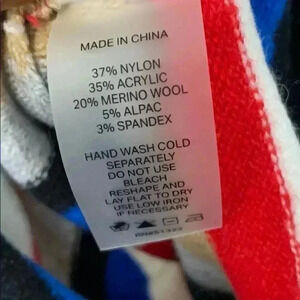 MADE IN CHINA
37% NYLON
35% ACRYLIC
20% MERINO WOOL
5% ALPAC
3% SPANDEX
HAND WASH COLD
SEPARATELY
DO NOT USE
BLEACH
RESHAPE AND
LAY FLAT TO DRY
USE LOW IRON
IF NECESSARY